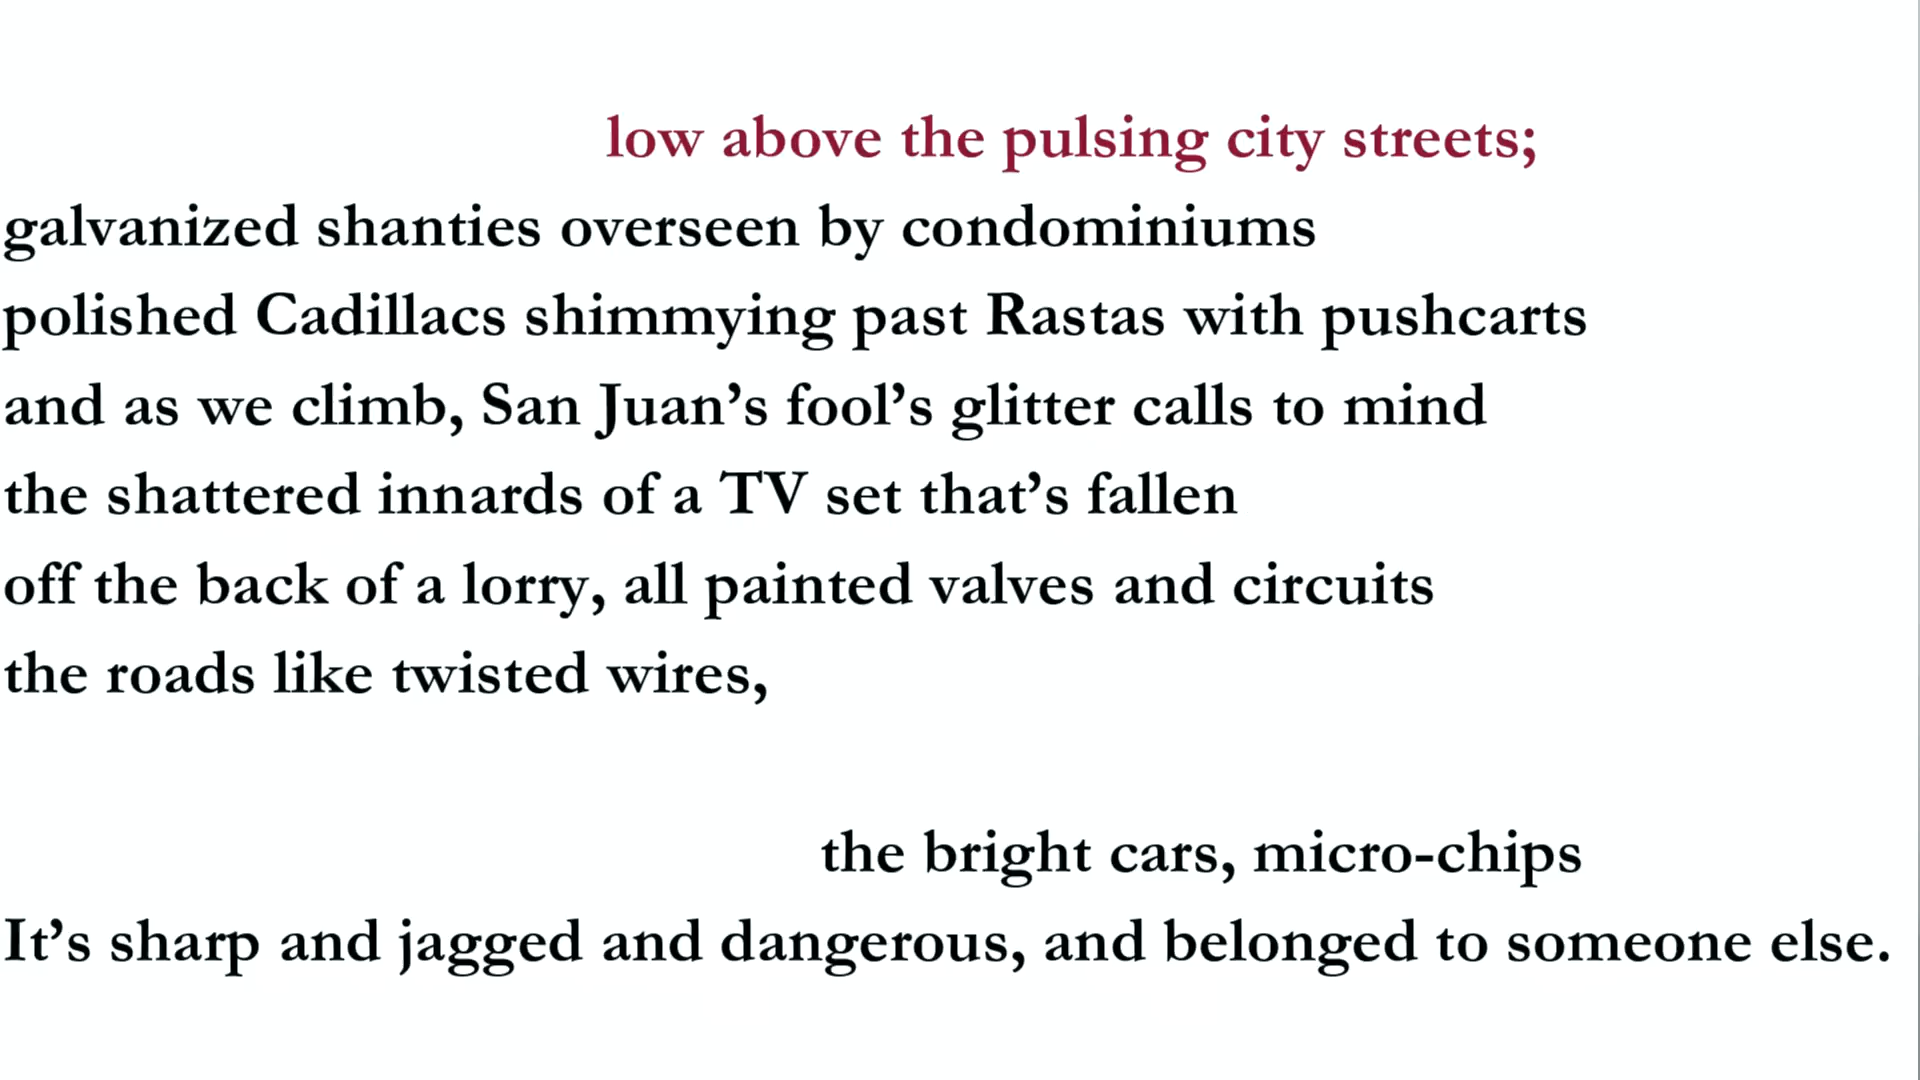 low above the pulsing city streets;
galvanized shanties overseen by condominiums
polished Cadillacs shimmying past Rastas with pushcarts
and as we climb, San Juan’s fool’s glitter calls to mind
the shattered innards of a TV set that’s fallen
off the back of a lorry, all painted valves and circuits
the roads like twisted wires,
the bright cars, micro-chips
It’s sharp and jagged and dangerous, and belonged to someone else.